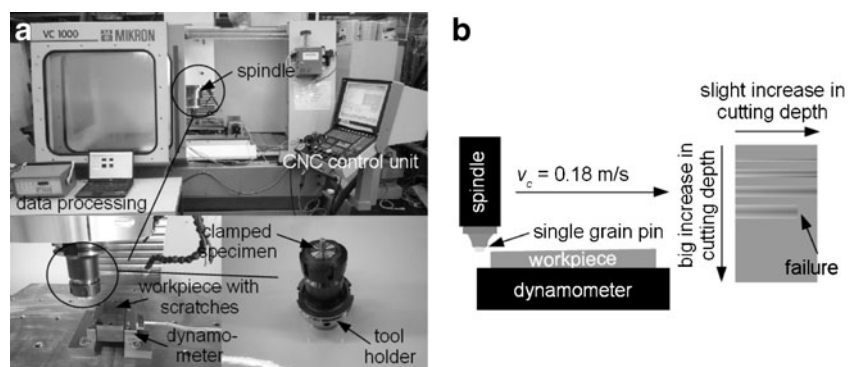 a
VC 1000 MIKRON
spindle
CNC control unit
data processing
clamped
specimen
workpiece with
scratches
dynamo-
meter
tool
holder
b
slight increase in
cutting depth
big increase in
cutting depth
spindle
v_c = 0.18 m/s
single grain pin
workpiece
dynamometer
failure